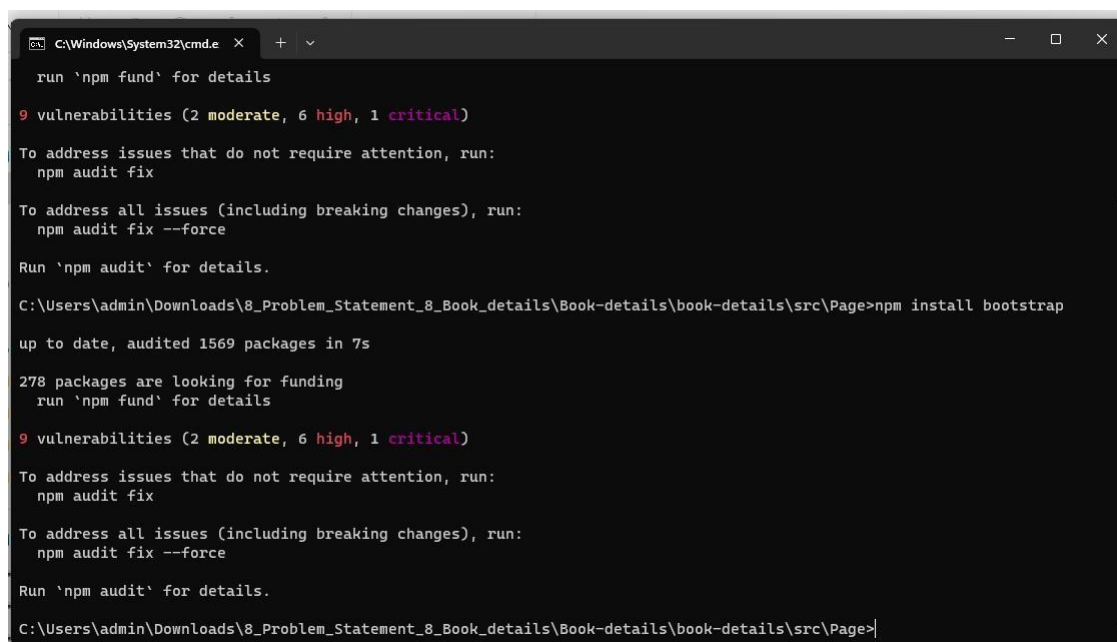 C:\Windows\System32\cmd.e
run `npm fund` for details
9 vulnerabilities (2 moderate, 6 high, 1 critical)
To address issues that do not require attention, run:
npm audit fix
To address all issues (including breaking changes), run:
npm audit fix --force
Run `npm audit` for details.
C:\Users\admin\Downloads\8_Problem_Statement_8_Book_details\Book-details\book-details\src\Page>npm install bootstrap
up to date, audited 1569 packages in 7s
278 packages are looking for funding
run `npm fund` for details
9 vulnerabilities (2 moderate, 6 high, 1 critical)
To address issues that do not require attention, run:
npm audit fix
To address all issues (including breaking changes), run:
npm audit fix --force
Run `npm audit` for details.
C:\Users\admin\Downloads\8_Problem_Statement_8_Book_details\Book-details\book-details\src\Page>